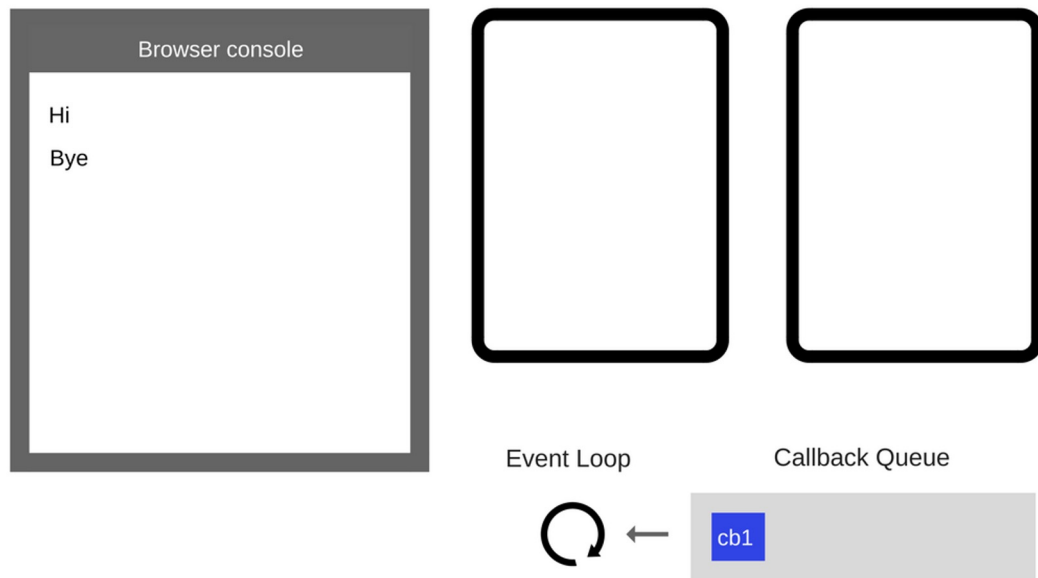 Browser console
Hi
Bye
Event Loop
Callback Queue
cb1